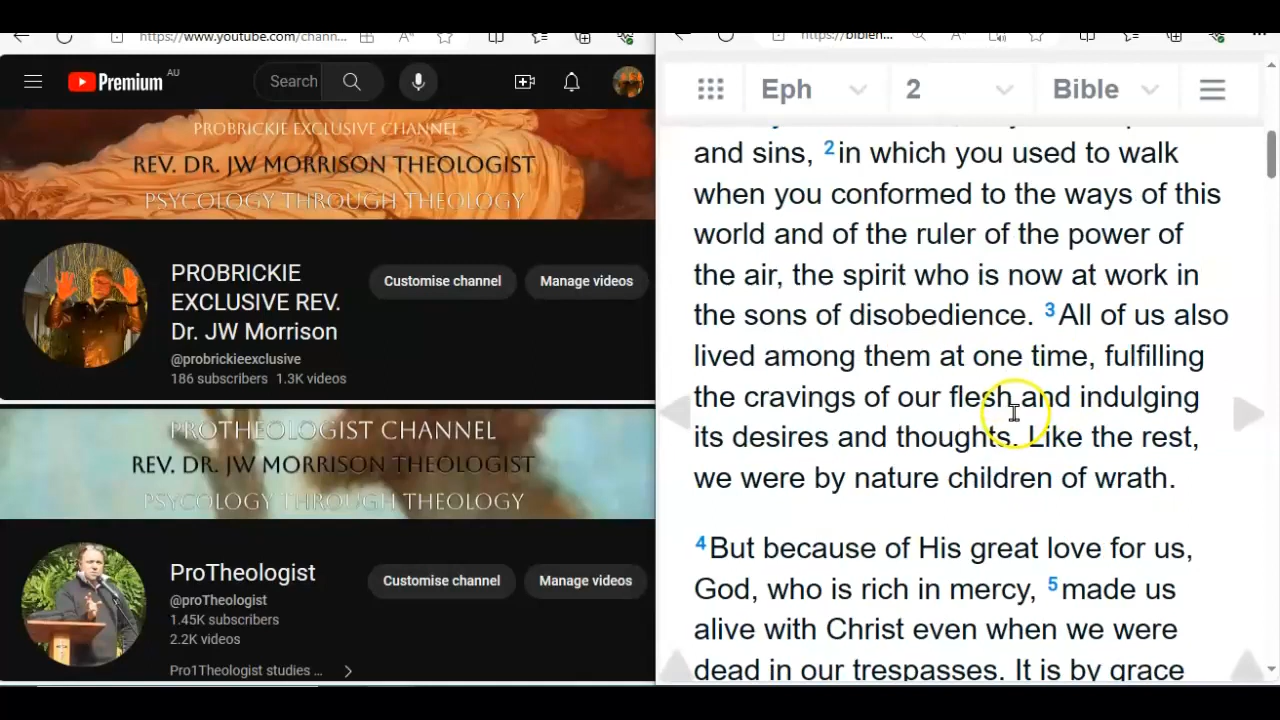 https://www.youtube.com/chann...
Premium AU
Search
PROBRICKIE EXCLUSIVE CHANNEL
REV. DR. JW MORRISON THEOLOGIST
PSYCOLOGY THROUGH THEOLOGY
PROBRICKIE
EXCLUSIVE REV.
Dr. JW Morrison
@probrickieexclusive
186 subscribers 1.3K videos
Customise channel
Manage videos
PROTHEOLOGIST CHANNEL
REV. DR. JW MORRISON THEOLOGIST
PSYCOLOGY THROUGH THEOLOGY
ProTheologist
@proTheologist
1.45K subscribers
2.2K videos
Pro1Theologist studies ...
Customise channel
Manage videos
https://biblen...
Eph 2 Bible
and sins, 2 in which you used to walk
when you conformed to the ways of this
world and of the ruler of the power of
the air, the spirit who is now at work in
the sons of disobedience. 3 All of us also
lived among them at one time, fulfilling
the cravings of our flesh and indulging
its desires and thoughts. Like the rest,
we were by nature children of wrath.
4 But because of His great love for us,
God, who is rich in mercy, 5 made us
alive with Christ even when we were
dead in our trespasses. It is by grace